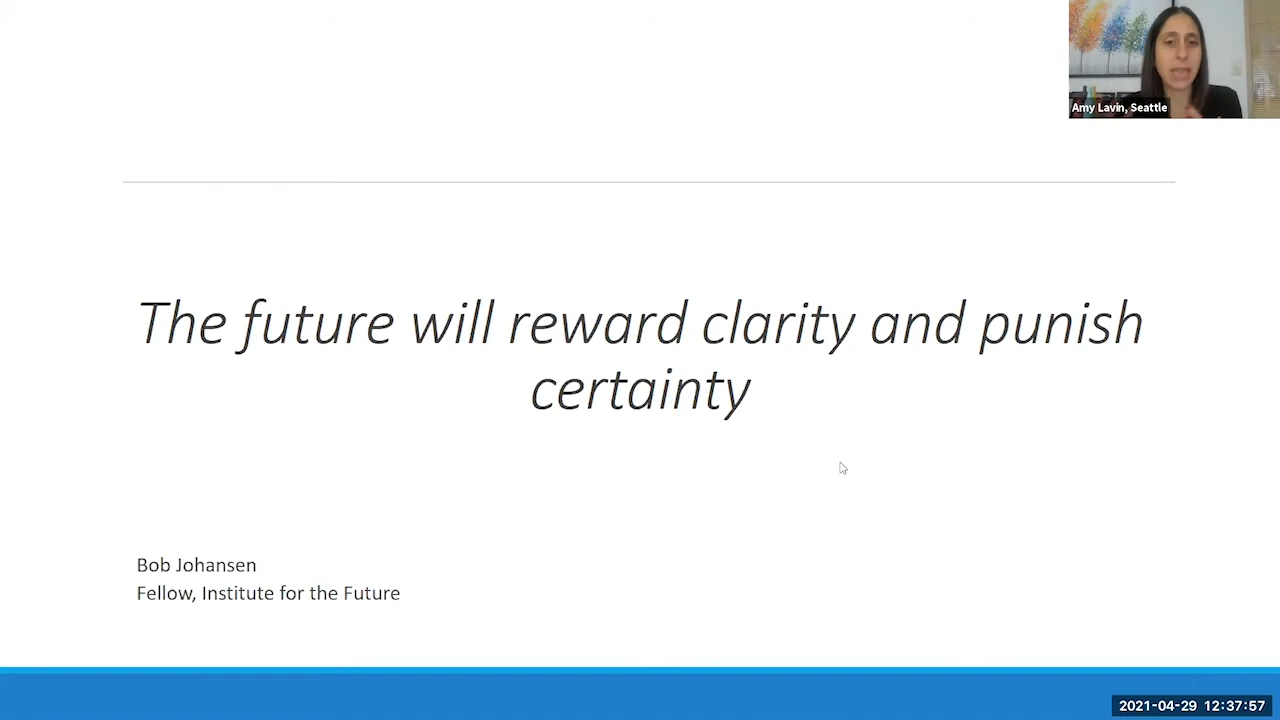 Amy Lavin, Seattle
The future will reward clarity and punish
certainty
Bob Johansen
Fellow, Institute for the Future
2021-04-29 12:37:57